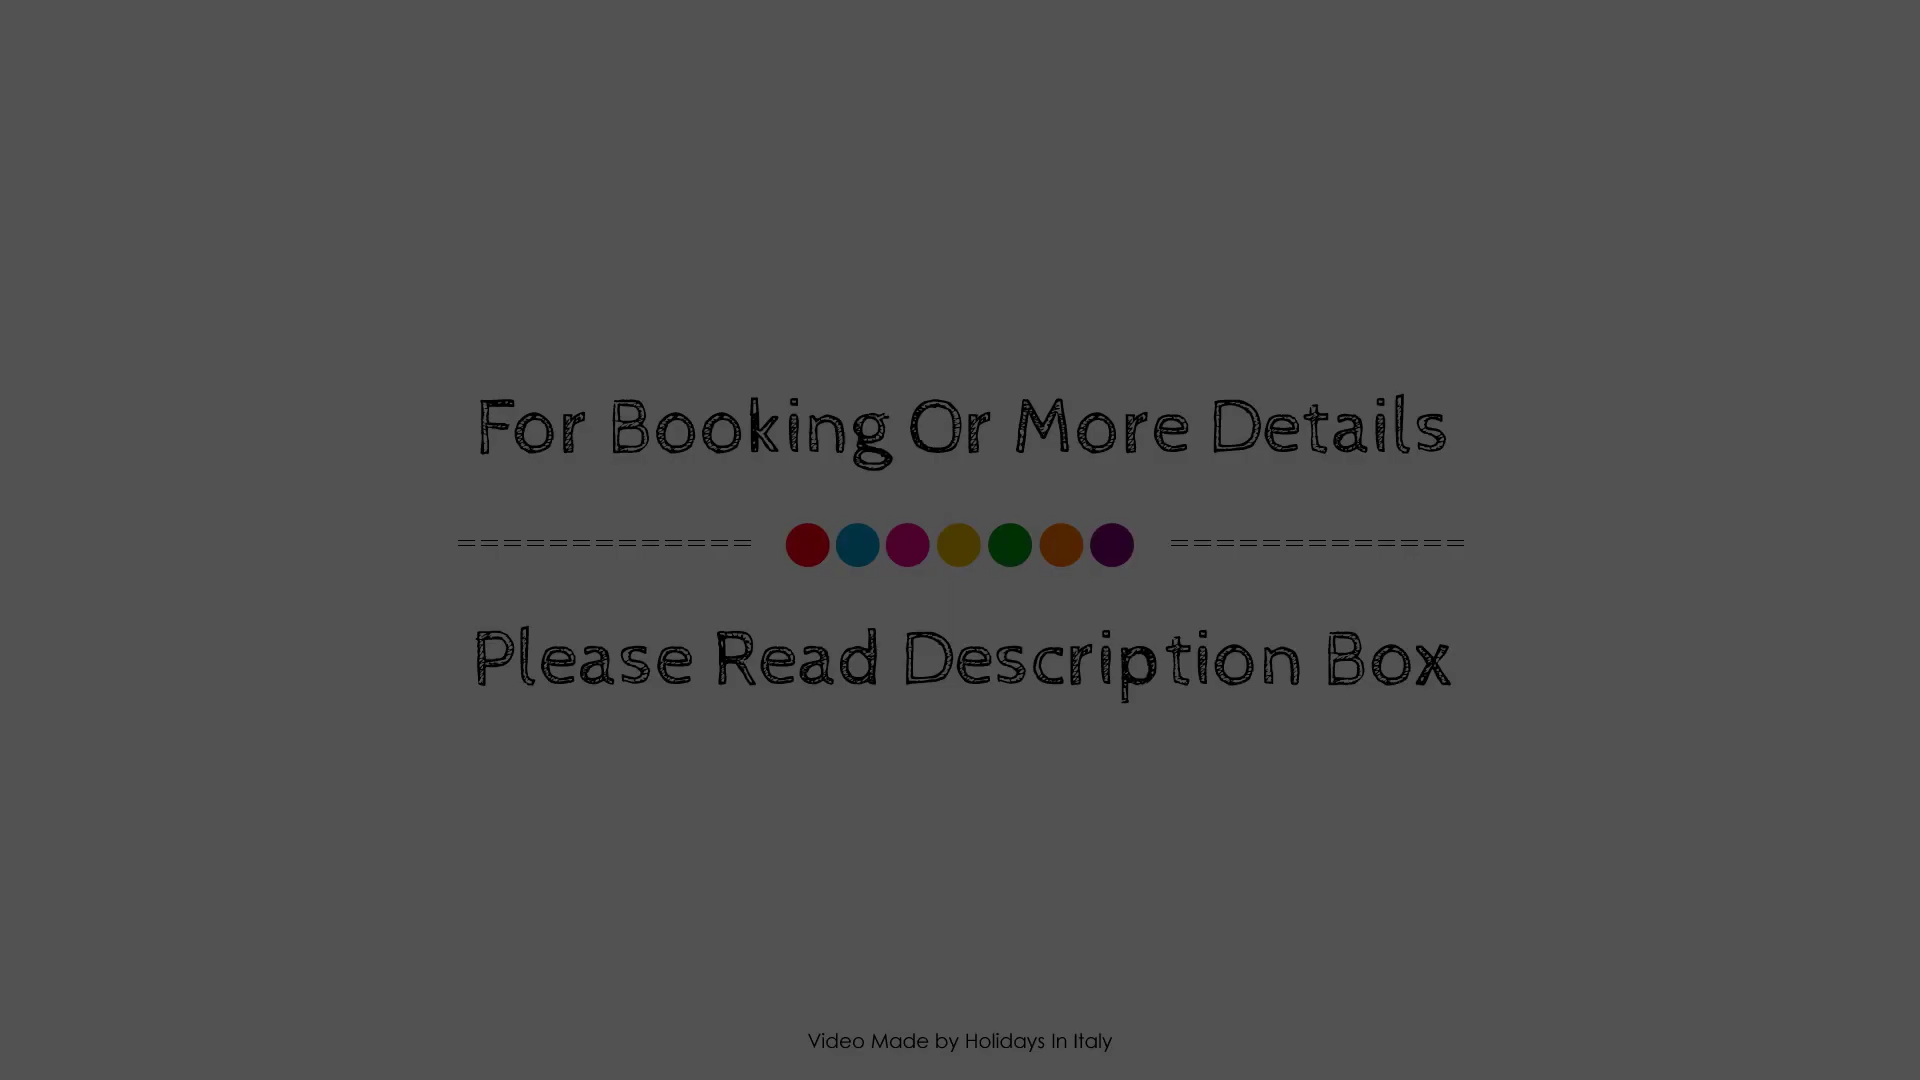 For Booking Or More Details
============= =============
Please Read Description Box
Video Made by Holidays In Italy